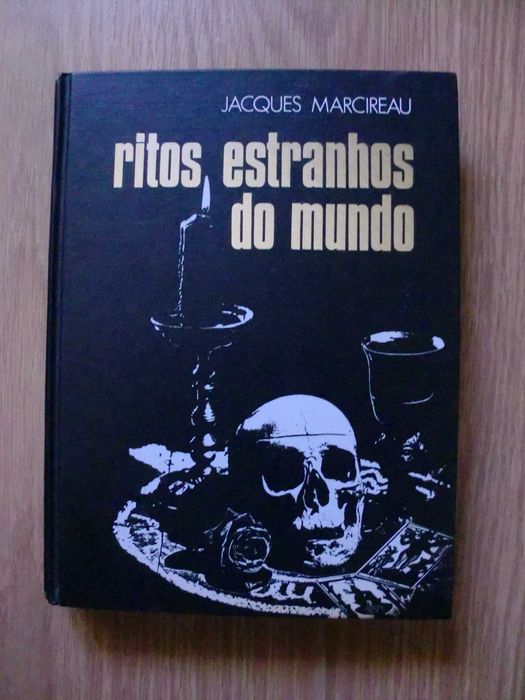 JACQUES MARCIREAU
ritos estranhos
do mundo